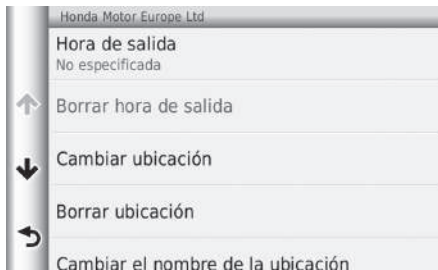 Honda Motor Europe Ltd
Hora de salida
No especificada
Borrar hora de salida
Cambiar ubicación
Borrar ubicación
Cambiar el nombre de la ubicación